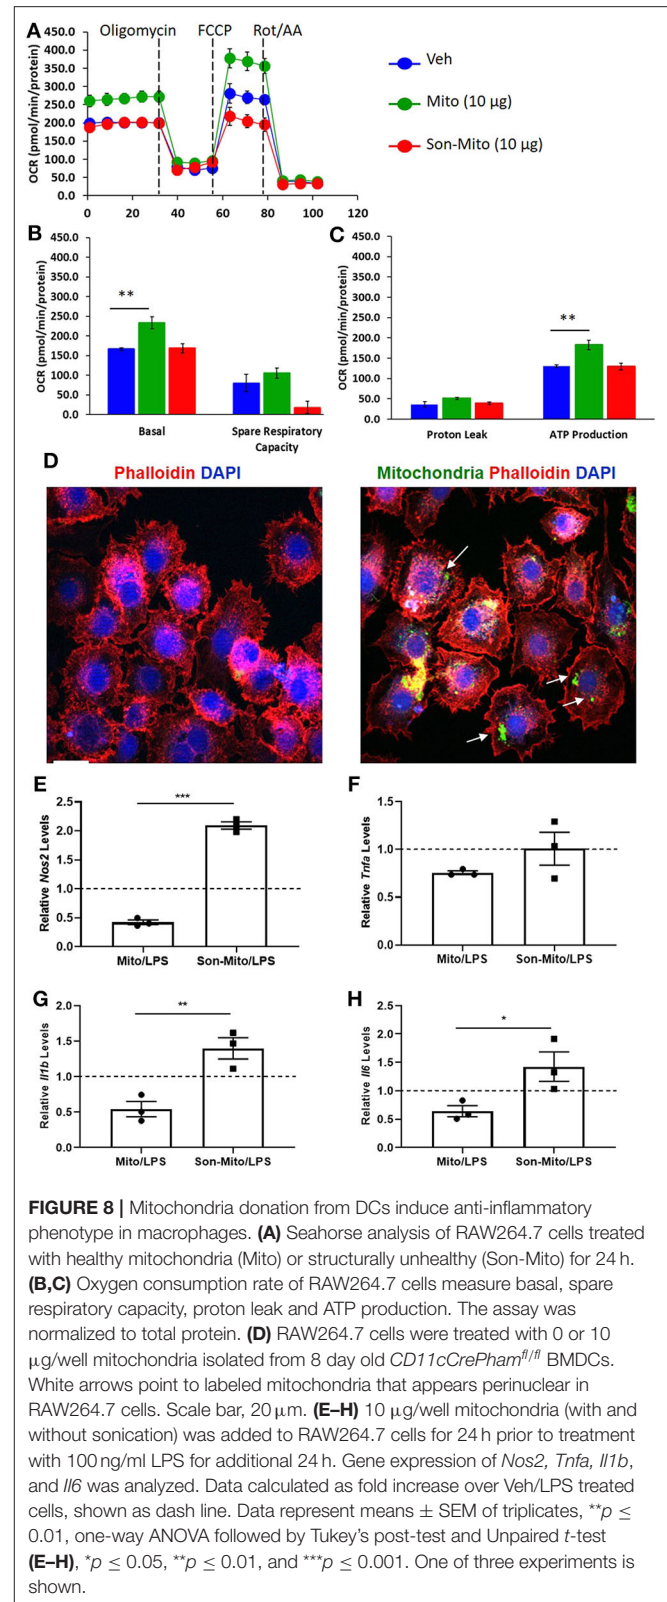 A
Oligomycin FCCP Rot/AA
OCR (pmol/min/protein)
450.0
400.0
350.0
300.0
250.0
200.0
150.0
100.0
50.0
0.0
0 20 40 60 80 100 120
Veh
Mito (10 µg)
Son-Mito (10 µg)
B
OCR (pmol/min/protein)
450.0
400.0
350.0
300.0
250.0
200.0
150.0
100.0
50.0
0.0
**
Basal Spare Respiratory
Capacity
C
OCR (pmol/min/protein)
450.0
400.0
350.0
300.0
250.0
200.0
150.0
100.0
50.0
0.0
**
Proton Leak ATP Production
D
Phalloidin DAPI
Mitochondria Phalloidin DAPI
E
Relative Nos2 Levels
2.5
2.0
1.5
1.0
0.5
0.0
***
Mito/LPS Son-Mito/LPS
F
Relative Tnfa Levels
1.5
1.0
0.5
0.0
Mito/LPS Son-Mito/LPS
G
Relative Il1b Levels
2.0
1.5
1.0
0.5
0.0
**
Mito/LPS Son-Mito/LPS
H
Relative Il6 Levels
2.5
2.0
1.5
1.0
0.5
0.0
*
Mito/LPS Son-Mito/LPS
FIGURE 8 | Mitochondria donation from DCs induce anti-inflammatory
phenotype in macrophages. (A) Seahorse analysis of RAW264.7 cells treated
with healthy mitochondria (Mito) or structurally unhealthy (Son-Mito) for 24 h.
(B,C) Oxygen consumption rate of RAW264.7 cells measure basal, spare
respiratory capacity, proton leak and ATP production. The assay was
normalized to total protein. (D) RAW264.7 cells were treated with 0 or 10
µg/well mitochondria isolated from 8 day old CD11cCrePham^fl/fl BMDCs.
White arrows point to labeled mitochondria that appears perinuclear in
RAW264.7 cells. Scale bar, 20 µm. (E–H) 10 µg/well mitochondria (with and
without sonication) was added to RAW264.7 cells for 24 h prior to treatment
with 100 ng/ml LPS for additional 24 h. Gene expression of Nos2, Tnfa, Il1b,
and Il6 was analyzed. Data calculated as fold increase over Veh/LPS treated
cells, shown as dash line. Data represent means ± SEM of triplicates, **p ≤
0.01, one-way ANOVA followed by Tukey's post-test and Unpaired t-test
(E–H), *p ≤ 0.05, **p ≤ 0.01, and ***p ≤ 0.001. One of three experiments is
shown.